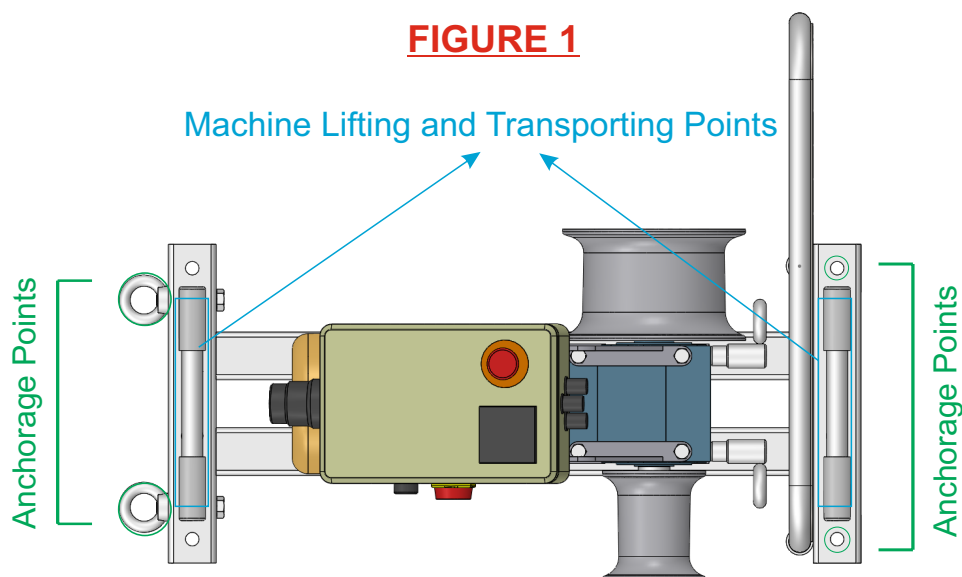 FIGURE 1
Machine Lifting and Transporting Points
Anchorage Points
Anchorage Points